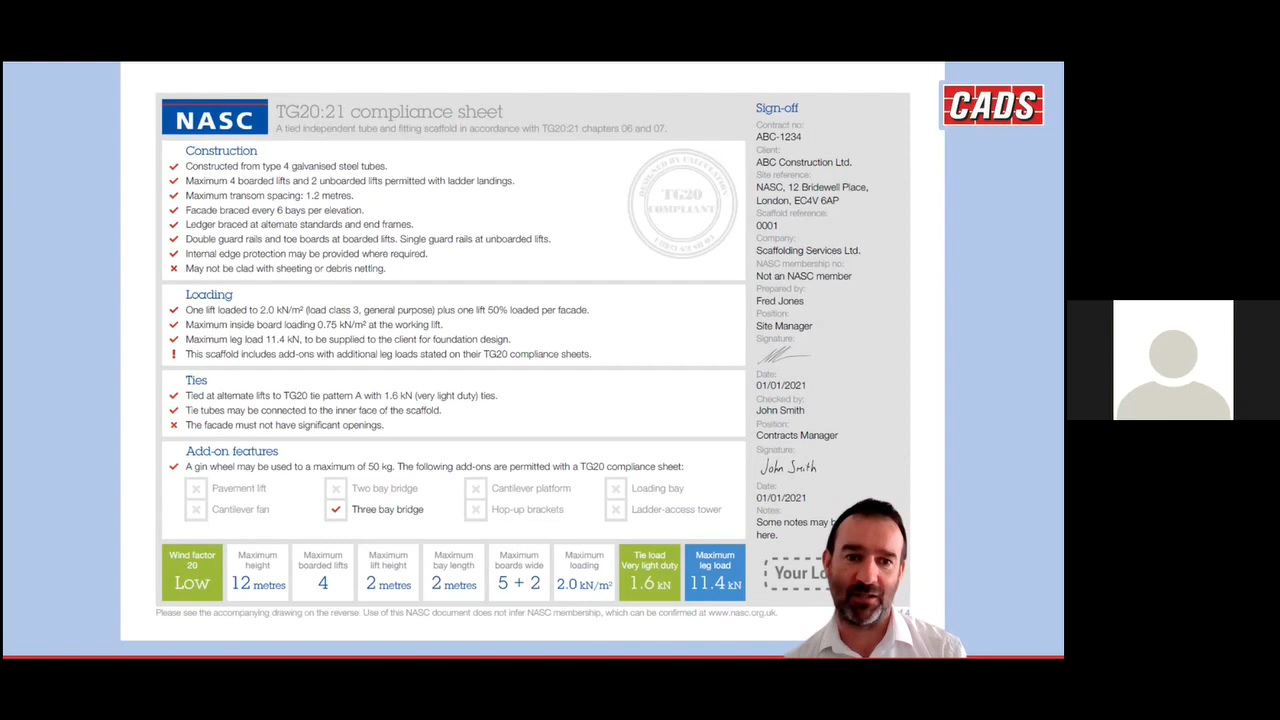 CADS
NASC
TG20:21 compliance sheet
A tied independent tube and fitting scaffold in accordance with TG20:21 chapters 06 and 07.
Construction
Constructed from type 4 galvanised steel tubes.
Maximum 4 boarded lifts and 2 unboarded lifts permitted with ladder landings.
Maximum transom spacing: 1.2 metres.
Facade braced every 6 bays per elevation.
Ledger braced at alternate standards and end frames.
Double guard rails and toe boards at boarded lifts. Single guard rails at unboarded lifts.
Internal edge protection may be provided where required.
May not be clad with sheeting or debris netting.
TG20
COMPLIANT
Loading
One lift loaded to 2.0 kN/m² (load class 3, general purpose) plus one lift 50% loaded per facade.
Maximum inside board loading 0.75 kN/m² at the working lift.
Maximum leg load 11.4 kN, to be supplied to the client for foundation design.
! This scaffold includes add-ons with additional leg loads stated on their TG20 compliance sheets.
Ties
Tied at alternate lifts to TG20 tie pattern A with 1.6 kN (very light duty) ties.
Tie tubes may be connected to the inner face of the scaffold.
The facade must not have significant openings.
Add-on features
A gin wheel may be used to a maximum of 50 kg. The following add-ons are permitted with a TG20 compliance sheet:
Pavement lift Two bay bridge Cantilever platform Loading bay
Cantilever fan Three bay bridge Hop-up brackets Ladder-access tower
Wind factor
20
Low
Maximum
height
12 metres
Maximum
boarded lifts
4
Maximum
lift height
2 metres
Maximum
bay length
2 metres
Maximum
boards wide
5 + 2
Maximum
loading
2.0 kN/m²
Tie load
Very light duty
1.6 kN
Maximum
leg load
11.4 kN
Please see the accompanying drawing on the reverse. Use of this NASC document does not infer NASC membership, which can be confirmed at www.nasc.org.uk.
Sign-off
Contract no:
ABC-1234
Client:
ABC Construction Ltd.
Site reference:
NASC, 12 Bridewell Place,
London, EC4V 6AP
Scaffold reference:
0001
Company:
Scaffolding Services Ltd.
NASC membership no:
Not an NASC member
Prepared by:
Fred Jones
Position:
Site Manager
Signature:
Date:
01/01/2021
Checked by:
John Smith
Position:
Contracts Manager
Signature:
John Smith
Date:
01/01/2021
Notes:
Some notes may
here.
Your